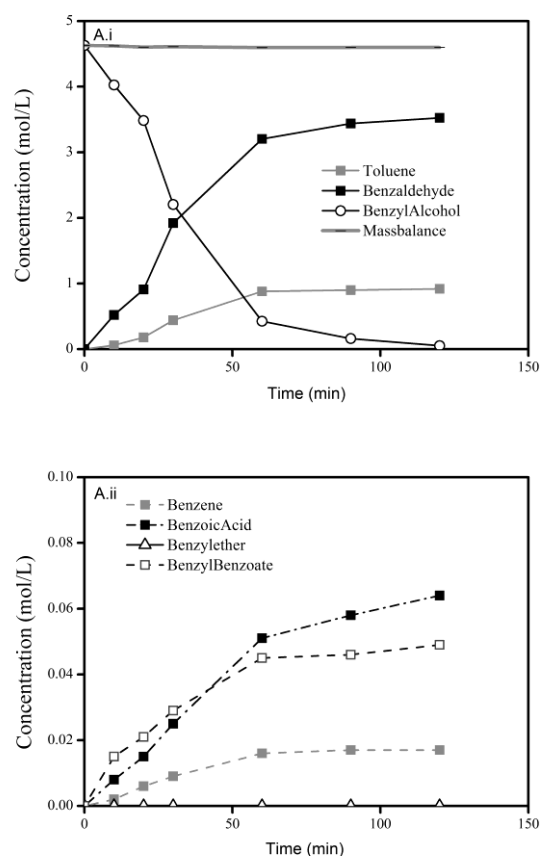 5
A.i
4
3
2
1
0
Concentration (mol/L)
Toluene
Benzaldehyde
BenzylAlcohol
Massbalance
0
50
100
150
Time (min)
0.10
A.ii
0.08
0.06
0.04
0.02
0.00
Concentration (mol/L)
Benzene
BenzoicAcid
Benzylether
BenzylBenzoate
0
50
100
150
Time (min)